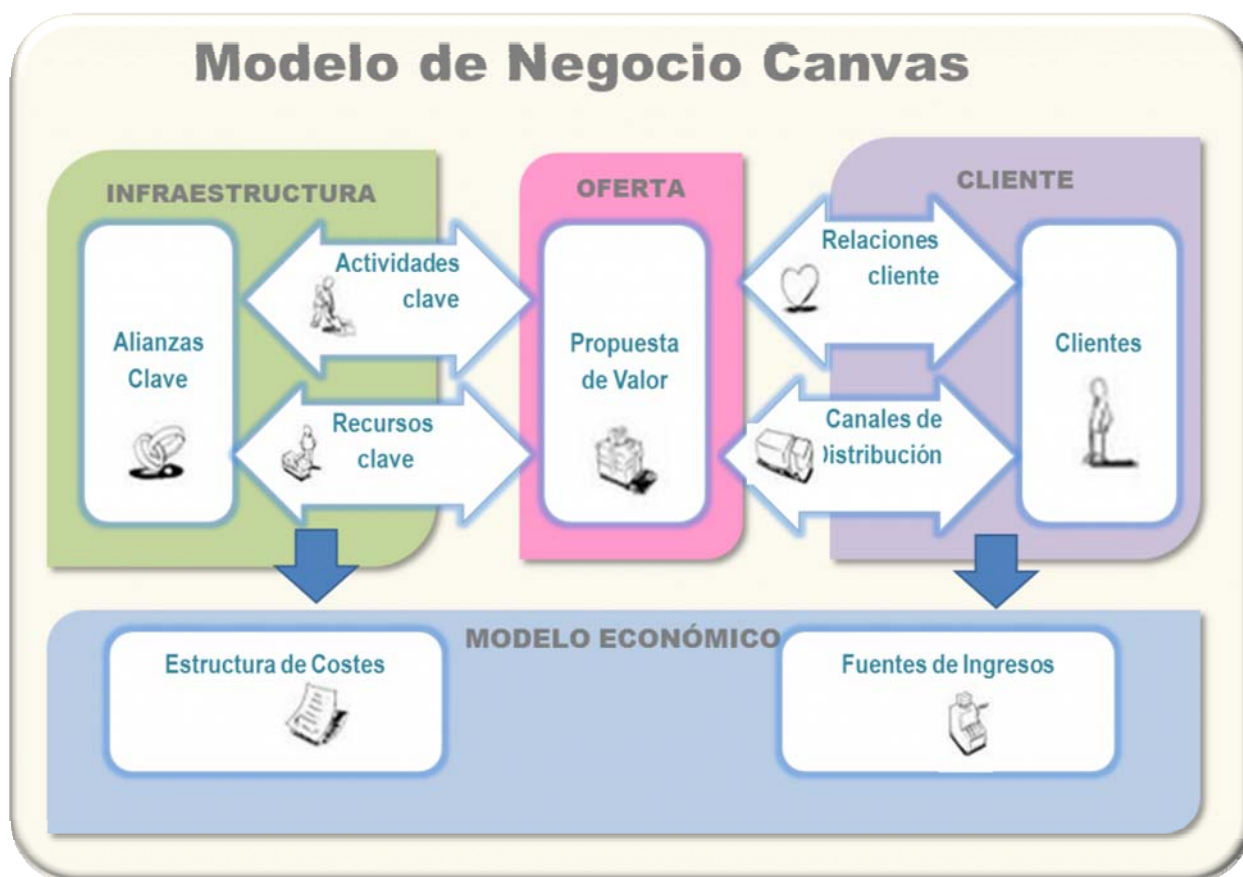 Modelo de Negocio Canvas
INFRAESTRUCTURA
Alianzas
Clave
Actividades
clave
Recursos
clave
OFERTA
Propuesta
de Valor
CLIENTE
Relaciones
cliente
Canales de
Distribución
Clientes
MODELO ECONÓMICO
Estructura de Costes
Fuentes de Ingresos